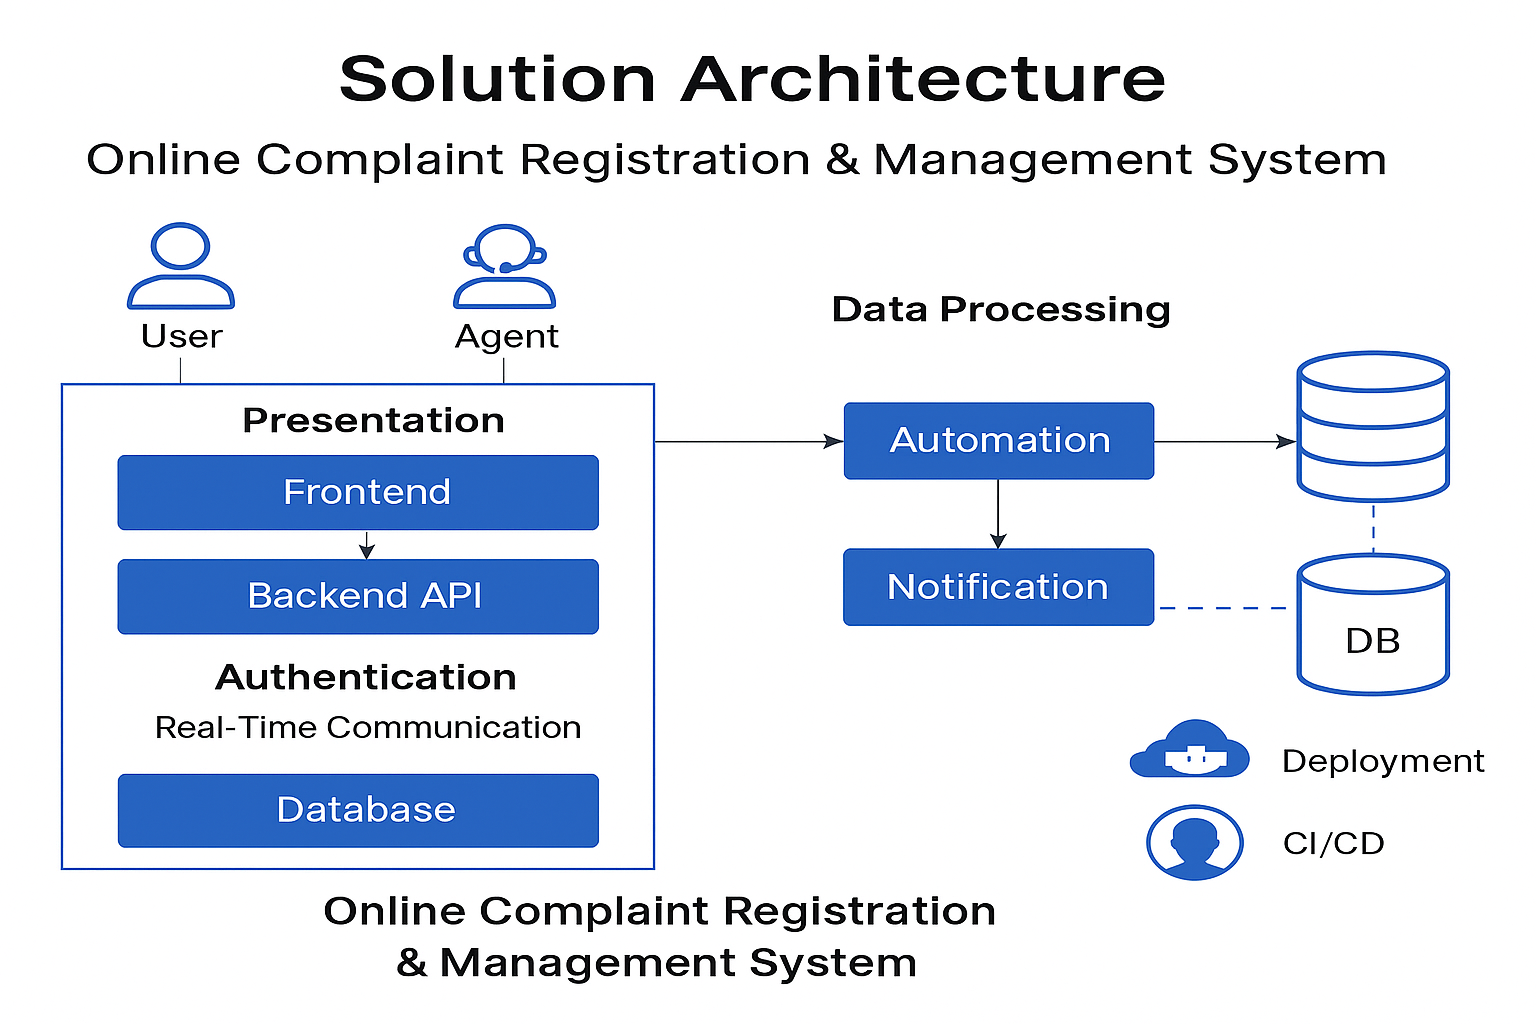 Solution Architecture
Online Complaint Registration & Management System
User
Agent
Presentation
Frontend
Backend API
Authentication
Real-Time Communication
Database
Data Processing
Automation
Notification
DB
Deployment
CI/CD
Online Complaint Registration
& Management System